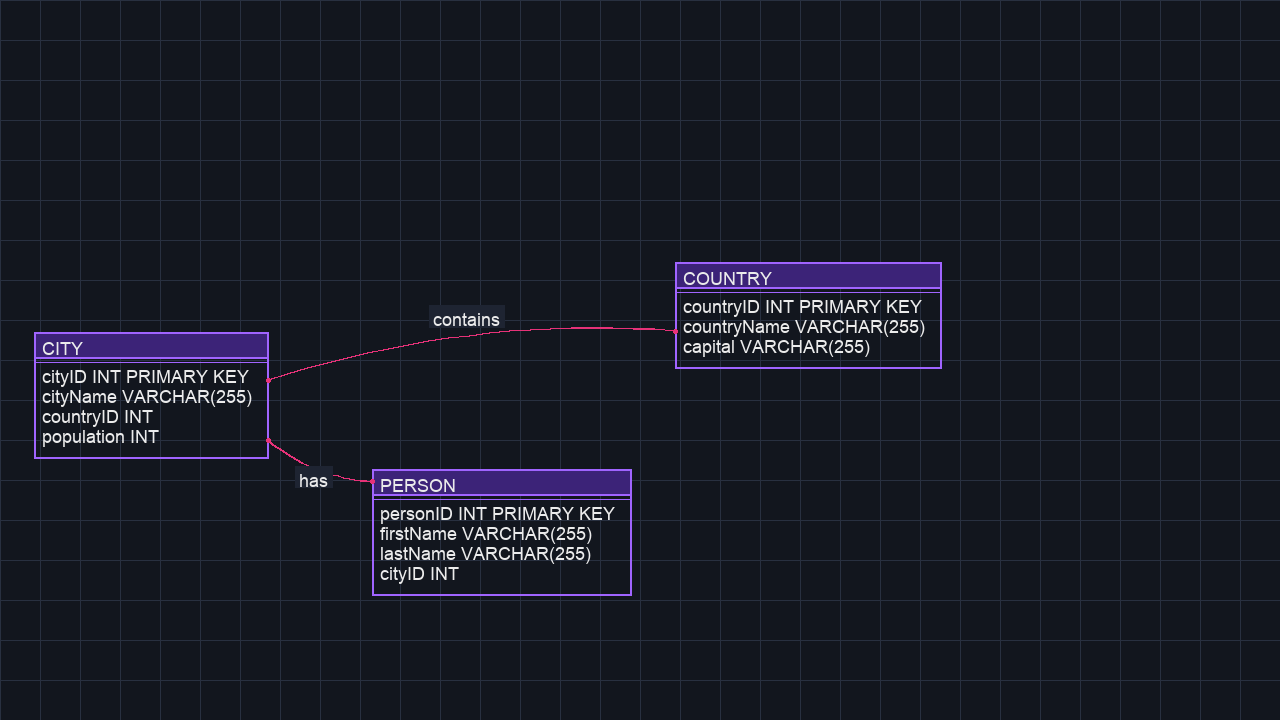 COUNTRY
countryID INT PRIMARY KEY
countryName VARCHAR(255)
capital VARCHAR(255)
contains
CITY
cityID INT PRIMARY KEY
cityName VARCHAR(255)
countryID INT
population INT
has
PERSON
personID INT PRIMARY KEY
firstName VARCHAR(255)
lastName VARCHAR(255)
cityID INT